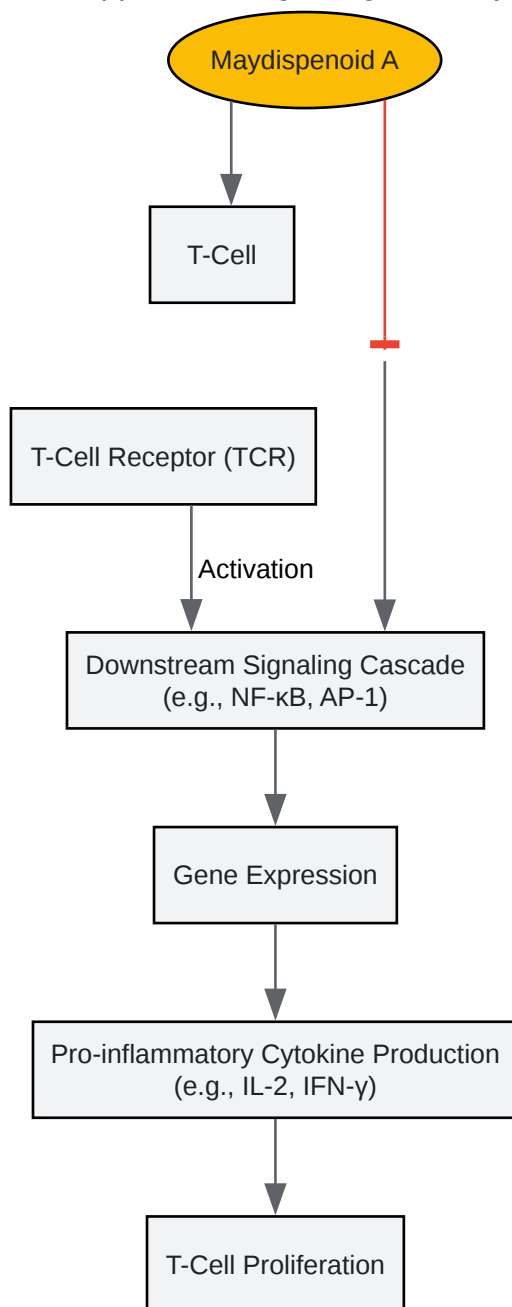 Maydispenoid A
T-Cell
T-Cell Receptor (TCR)
Activation
Downstream Signaling Cascade
(e.g., NF-κB, AP-1)
Gene Expression
Pro-inflammatory Cytokine Production
(e.g., IL-2, IFN-γ)
T-Cell Proliferation